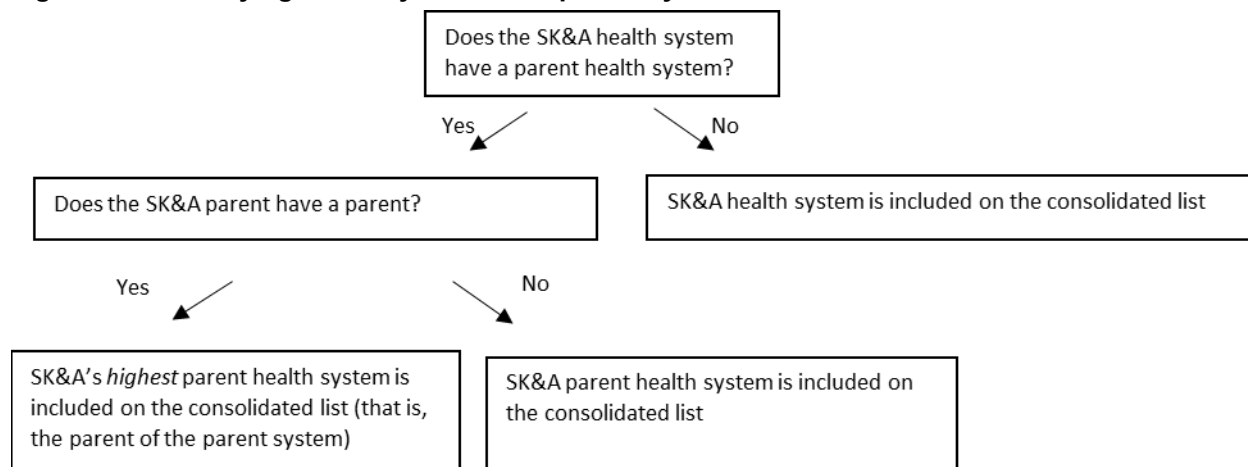 Does the SK&A health system
have a parent health system?
Yes
No
Does the SK&A parent have a parent?
SK&A health system is included on the consolidated list
Yes
No
SK&A's highest parent health system is
included on the consolidated list (that is,
the parent of the parent system)
SK&A parent health system is included on
the consolidated list